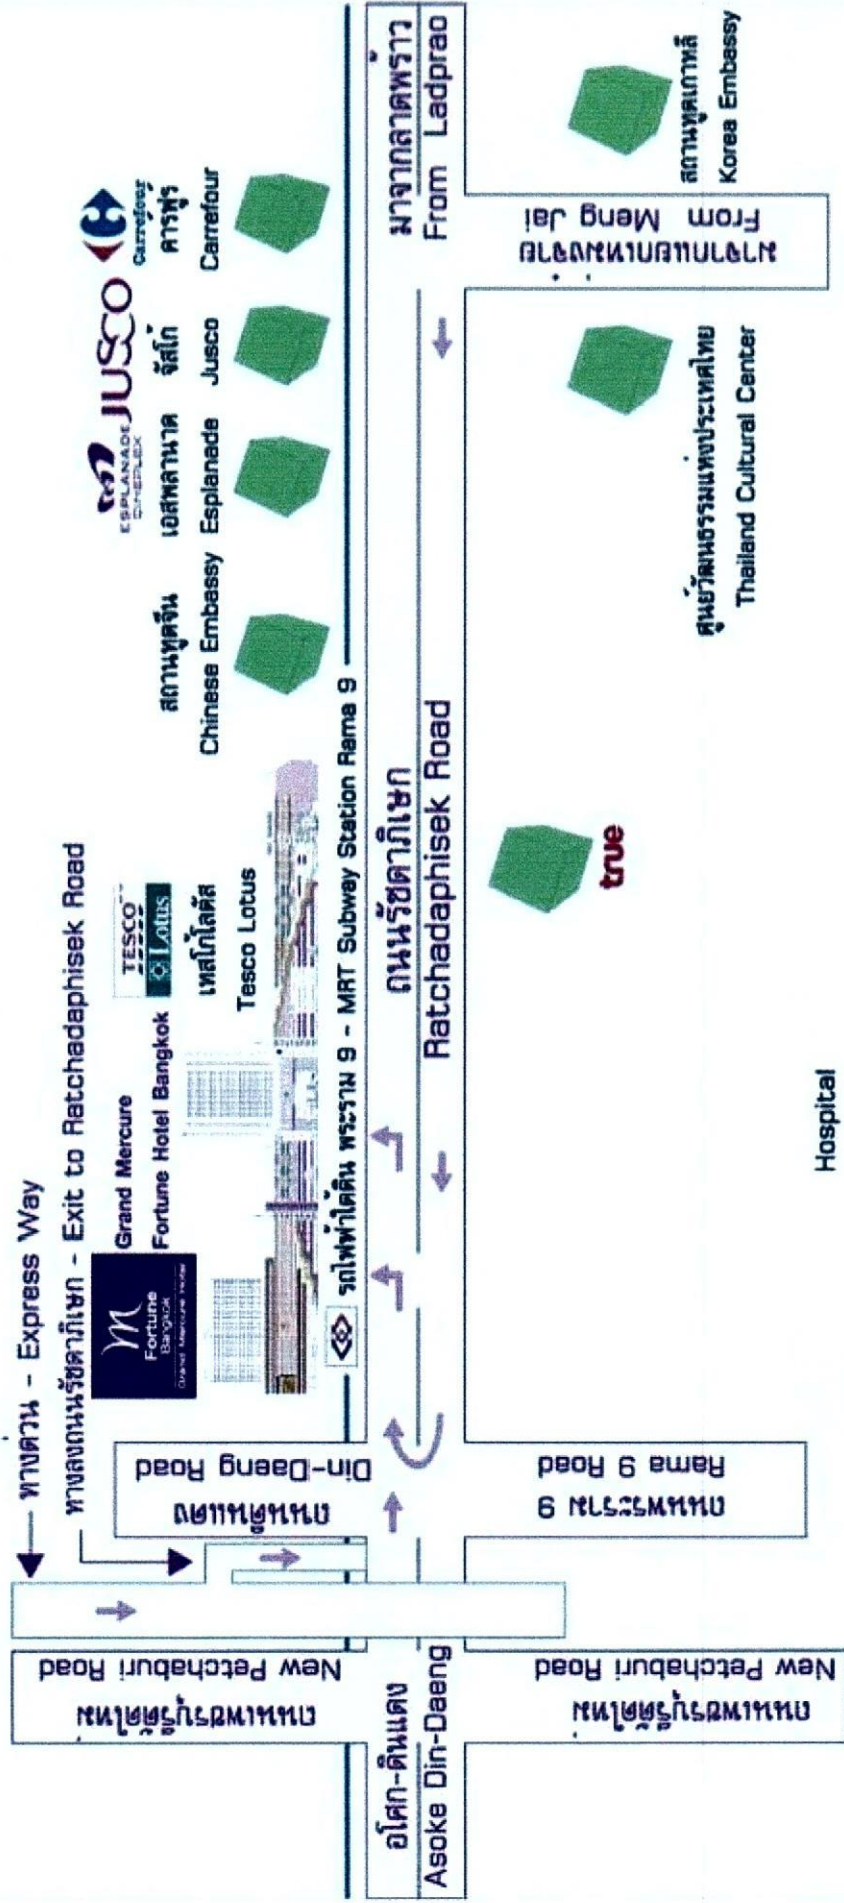 ทางด่วน - Express Way
ทางลงถนนรัชดาภิเษก - Exit to Ratchadaphisek Road
Fortune
Bangkok
Grand Mercure Hotel
Grand Mercure
Fortune Hotel Bangkok
TESCO
Lotus
เทสโก้โลตัส
Tesco Lotus
สถานทูตจีน
Chinese Embassy
ESPLANADE
CINEPLEX
เอสพลานาด
Esplanade
JUSCO
จัสโก้
Jusco
Carrefour
คาร์ฟูร์
Carrefour
รถไฟฟ้าใต้ดิน พระราม 9 - MRT Subway Station Rama 9
ถนนเพชรบุรีตัดใหม่
New Petchaburi Road
ถนนดินแดง
Din-Daeng Road
อโศก-ดินแดง
Asoke Din-Daeng
ถนนรัชดาภิเษก
Ratchadaphisek Road
มาจากลาดพร้าว
From Ladprao
ถนนเพชรบุรีตัดใหม่
New Petchaburi Road
ถนนพระราม 9
Rama 9 Road
มาจากแยกเหม่งจ๋าย
From Meng Jai
true
ศูนย์วัฒนธรรมแห่งประเทศไทย
Thailand Cultural Center
สถานทูตเกาหลี
Korea Embassy
Hospital